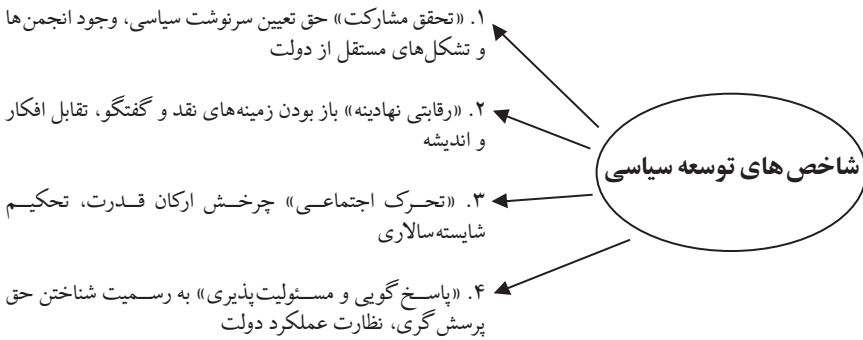 ۱. «تحقق مشارکت» حق تعیین سرنوشت سیاسی، وجود انجمن‌ها
و تشکل‌های مستقل از دولت
۲. «رقابتی نهادینه» باز بودن زمینه‌های نقد و گفتگو، تقابل افکار
و اندیشه
شاخص های توسعه سیاسی
۳. «تحرک اجتماعی» چرخش ارکان قدرت، تحکیم
شایسته‌سالاری
۴. «پاسخ گویی و مسئولیت‌پذیری» به رسمیت شناختن حق
پرسش گری، نظارت عملکرد دولت